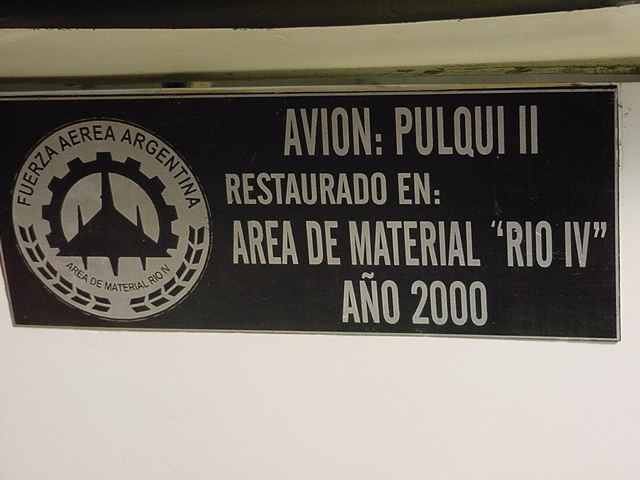 FUERZA AEREA ARGENTINA
AREA DE MATERIAL RIO IV
AVION: PULQUI II
RESTAURADO EN:
AREA DE MATERIAL "RIO IV"
AÑO 2000